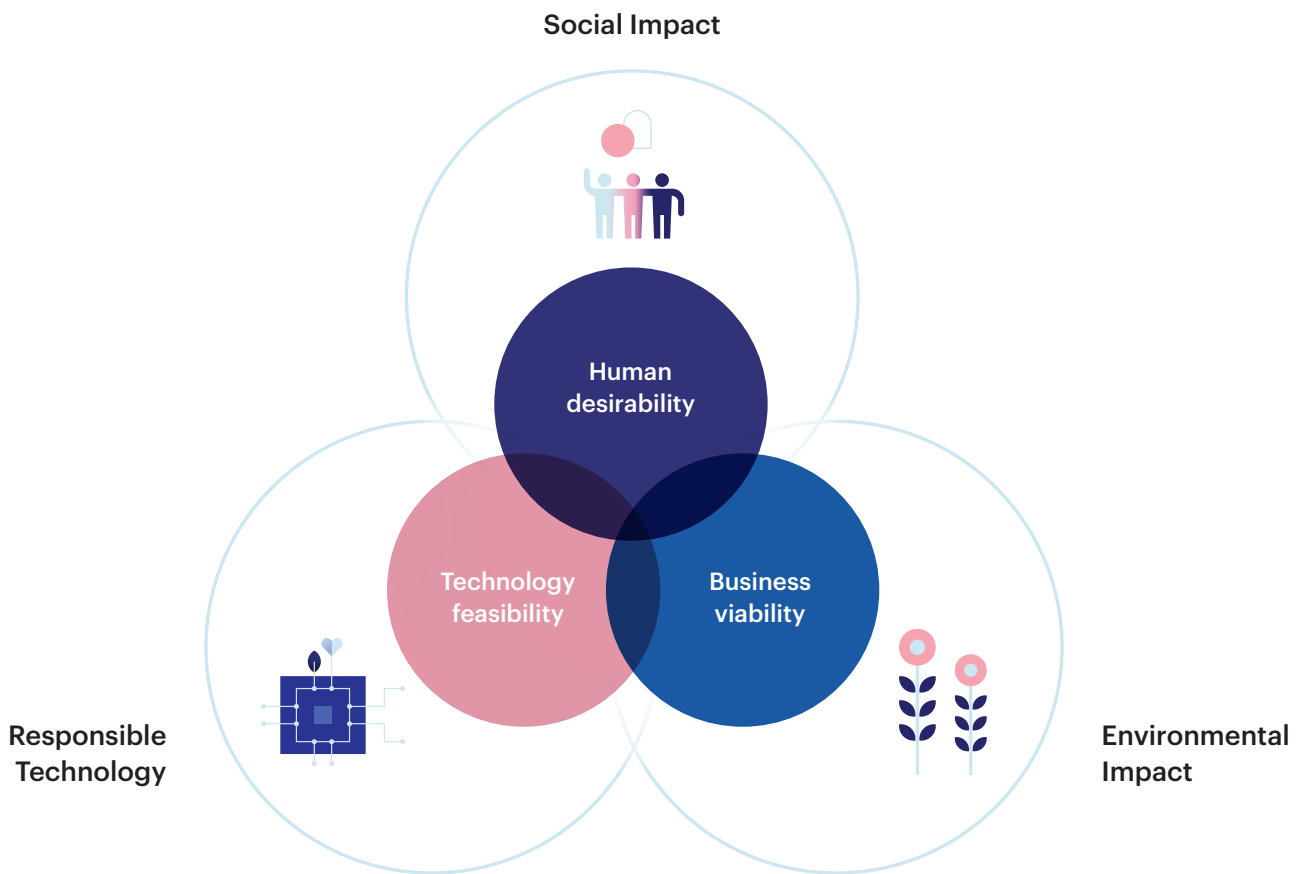 Social Impact
Human
desirability
Technology
feasibility
Business
viability
Responsible
Technology
Environmental
Impact